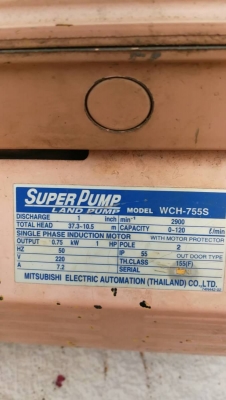 SUPER PUMP
LAND PUMP MODEL WCH-755S
DISCHARGE 1 inch min⁻¹ 2900
TOTAL HEAD 37.3-10.5 m CAPACITY 0-120 ℓ/min
SINGLE PHASE INDUCTION MOTOR WITH MOTOR PROTECTOR
OUTPUT 0.75 kW 1 HP POLE 2
HZ 50 IP 55 OUT DOOR TYPE
V 220 TH.CLASS 155(F)
A 7.2 SERIAL
MITSUBISHI ELECTRIC AUTOMATION (THAILAND) CO.,LTD.